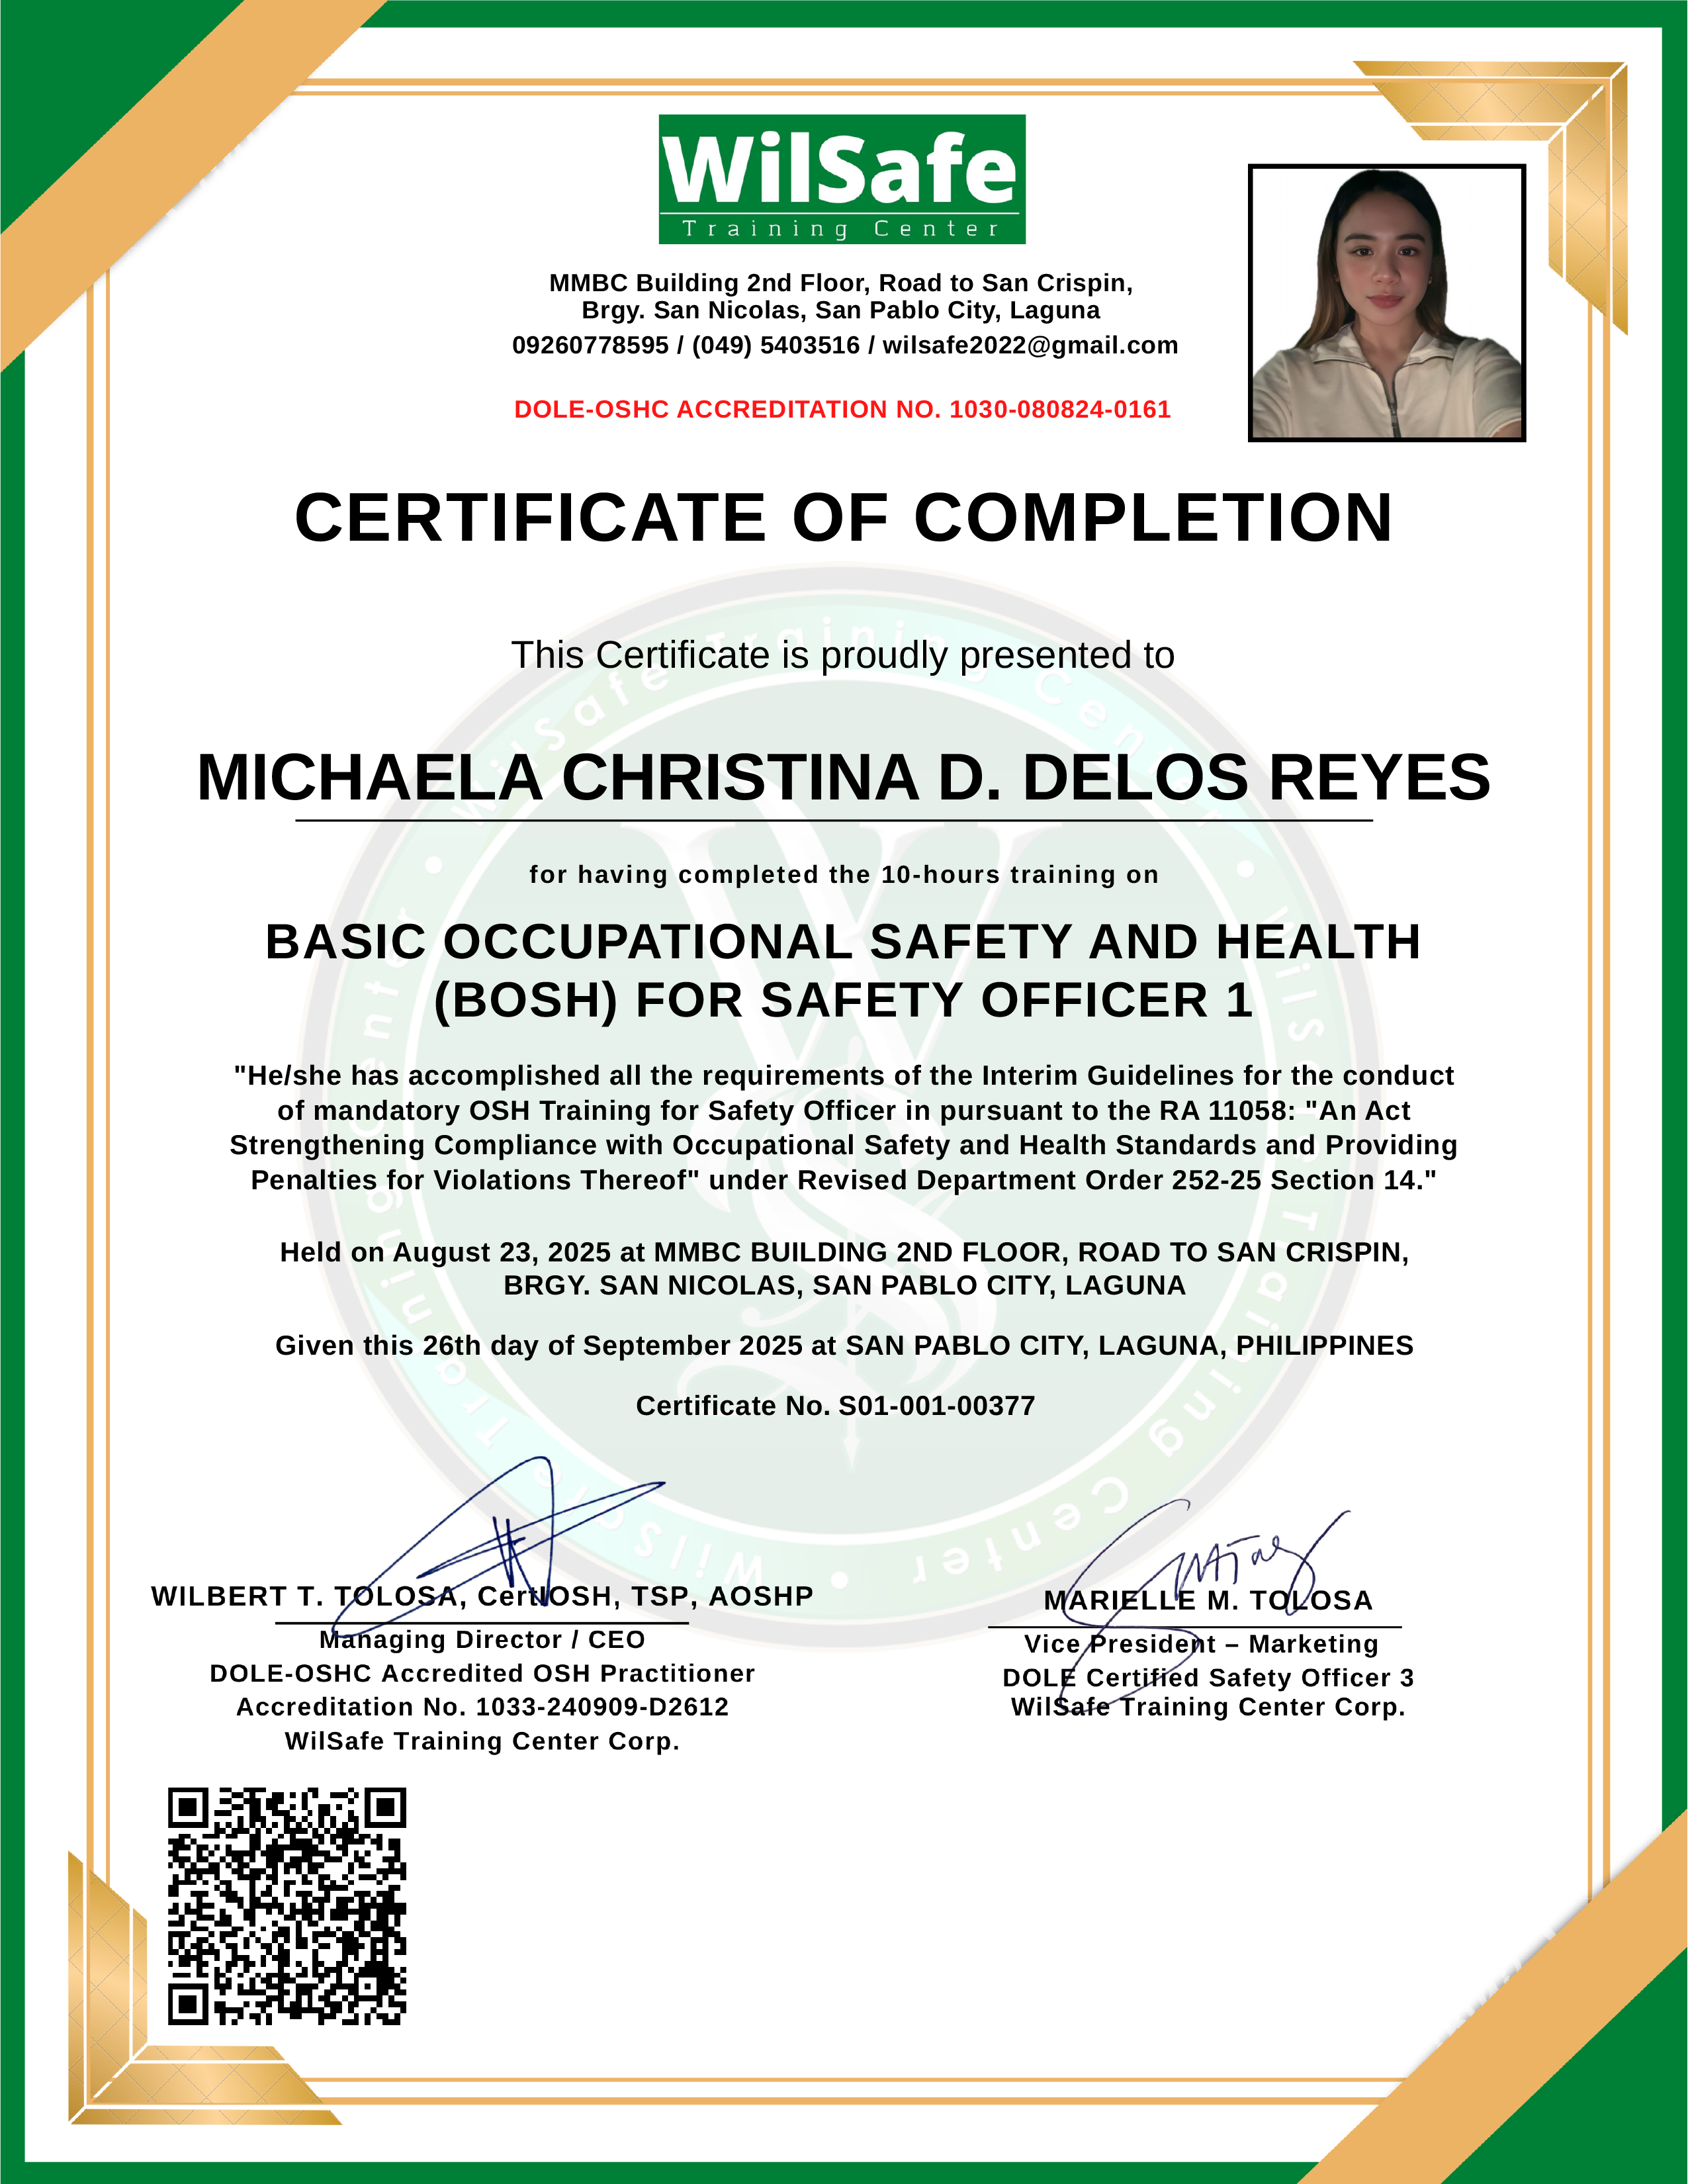 WilSafe
Training Center
MMBC Building 2nd Floor, Road to San Crispin,
Brgy. San Nicolas, San Pablo City, Laguna
09260778595 / (049) 5403516 / wilsafe2022@gmail.com
DOLE-OSHC ACCREDITATION NO. 1030-080824-0161
CERTIFICATE OF COMPLETION
This Certificate is proudly presented to
MICHAELA CHRISTINA D. DELOS REYES
for having completed the 10-hours training on
BASIC OCCUPATIONAL SAFETY AND HEALTH
(BOSH) FOR SAFETY OFFICER 1
"He/she has accomplished all the requirements of the Interim Guidelines for the conduct
of mandatory OSH Training for Safety Officer in pursuant to the RA 11058: "An Act
Strengthening Compliance with Occupational Safety and Health Standards and Providing
Penalties for Violations Thereof" under Revised Department Order 252-25 Section 14."
Held on August 23, 2025 at MMBC BUILDING 2ND FLOOR, ROAD TO SAN CRISPIN,
BRGY. SAN NICOLAS, SAN PABLO CITY, LAGUNA
Given this 26th day of September 2025 at SAN PABLO CITY, LAGUNA, PHILIPPINES
Certificate No. S01-001-00377
WILBERT T. TOLOSA, CertIOSH, TSP, AOSHP
Managing Director / CEO
DOLE-OSHC Accredited OSH Practitioner
Accreditation No. 1033-240909-D2612
WilSafe Training Center Corp.
MARIELLE M. TOLOSA
Vice President – Marketing
DOLE Certified Safety Officer 3
WilSafe Training Center Corp.
WilSafe Training Center • WilSafe Training Center • WilSafe Training Center •